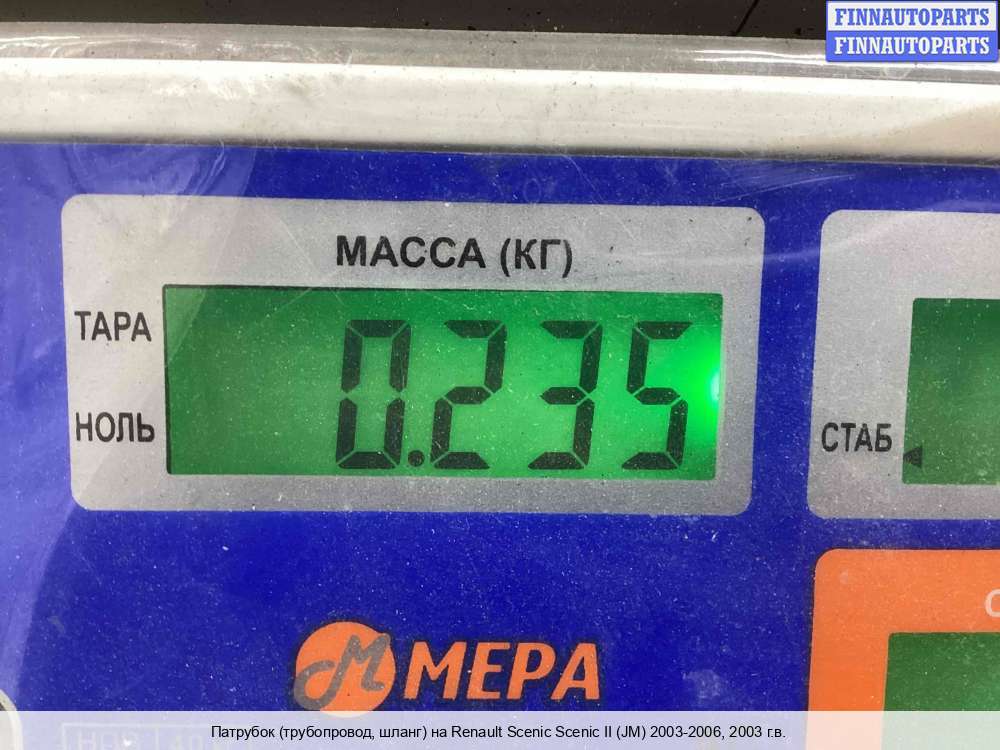 FINNAUTOPARTS
FINNAUTOPARTS
МАССА (КГ)
ТАРА
0.235
НОЛЬ
СТАБ
МЕРА
Патрубок (трубопровод, шланг) на Renault Scenic Scenic II (JM) 2003-2006, 2003 г.в.